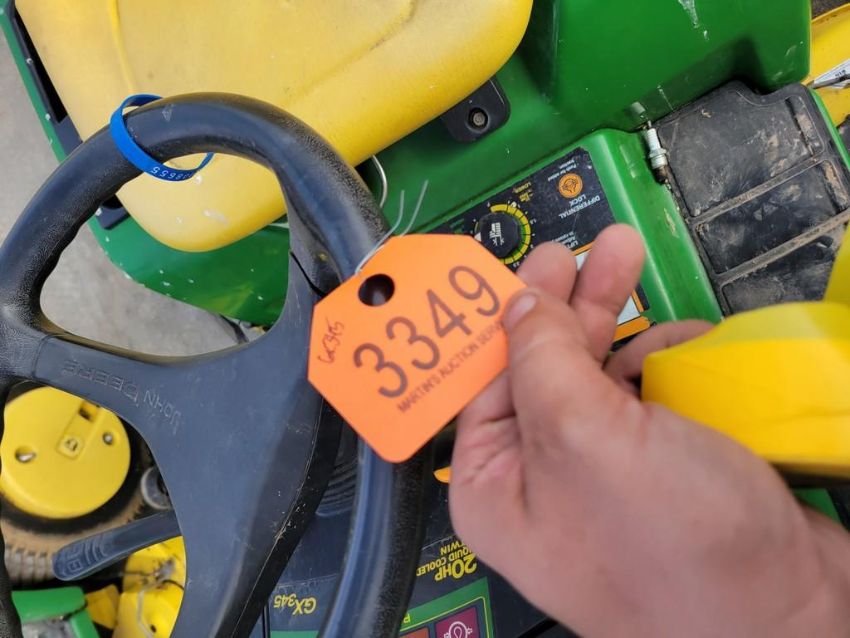 3349
MARTIN'S AUCTION SERV
GX345
JOHN DEERE
DIFFERENTIAL
LOCK
20HP
LIQUID COOLED
TWIN
GX345